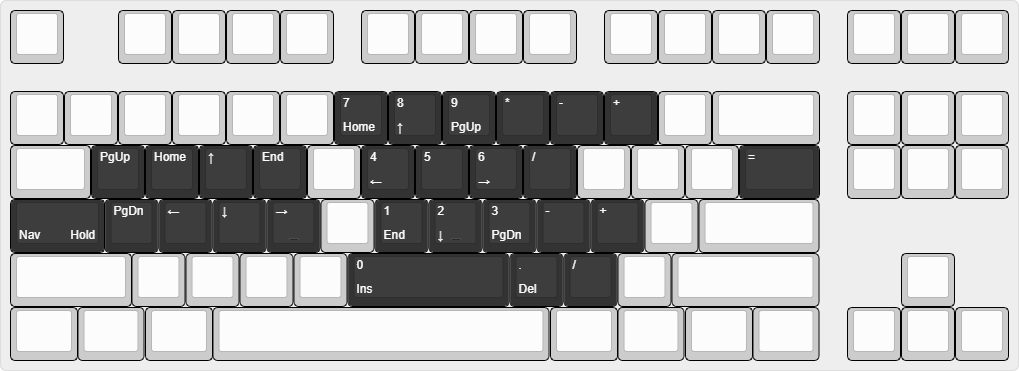 7 8 9 * - +
Home ↑ PgUp
PgUp Home ↑ End 4 5 6 / =
← →
PgDn ← ↓ → 1 2 3 - +
Nav Hold _ End ↓ _ PgDn
0 . /
Ins Del